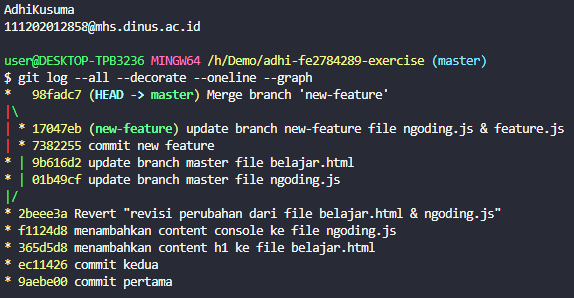 AdhiKusuma
111202012858@mhs.dinus.ac.id
user@DESKTOP-TPB3236 MINGW64 /h/Demo/adhi-fe2784289-exercise (master)
$ git log --all --decorate --oneline --graph
*   98fadc7 (HEAD -> master) Merge branch 'new-feature'
|\
| * 17047eb (new-feature) update branch new-feature file ngoding.js & feature.js
| * 7382255 commit new feature
* | 9b616d2 update branch master file belajar.html
* | 01b49cf update branch master file ngoding.js
|/
* 2beee3a Revert "revisi perubahan dari file belajar.html & ngoding.js"
* f1124d8 menambahkan content console ke file ngoding.js
* 365d5d8 menambahkan content h1 ke file belajar.html
* ec11426 commit kedua
* 9aebe00 commit pertama